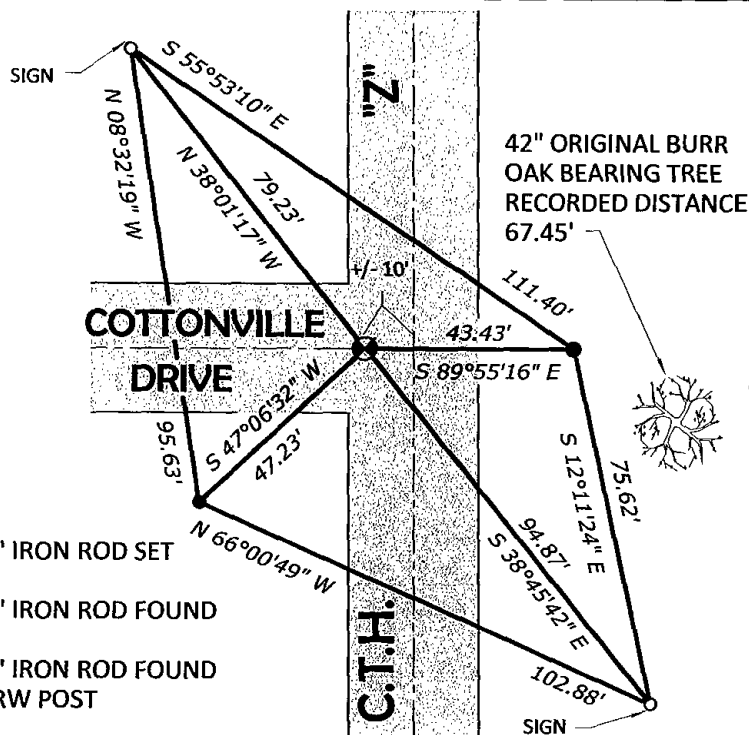 SIGN
S 55°53'10" E
N 08°32'19" W
95.63'
79.23'
N 38°01'17" W
"Z"
C.T.H.
42" ORIGINAL BURR
OAK BEARING TREE
RECORDED DISTANCE
67.45'
+/- 10'
111.40'
COTTONVILLE
DRIVE
43.43'
S 89°55'16" E
S 47°06'32" W
47.23'
S 12°11'24" E
75.62'
94.87'
S 38°45'42" E
N 66°00'49" W
102.88'
SIGN
' IRON ROD SET
' IRON ROD FOUND
' IRON ROD FOUND
RW POST